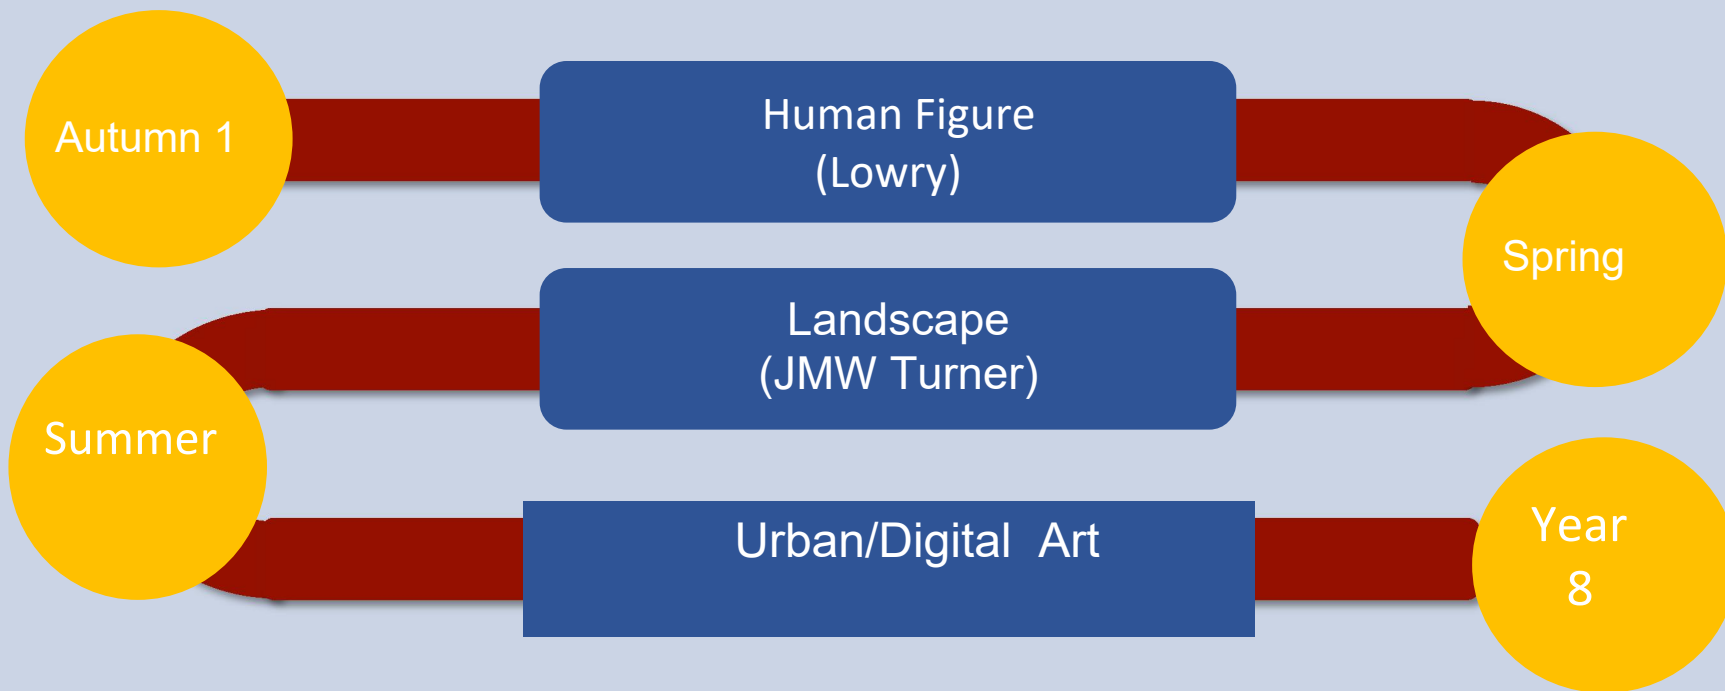 Autumn 1
Human Figure
(Lowry)
Spring
Landscape
(JMW Turner)
Summer
Urban/Digital  Art
Year
8